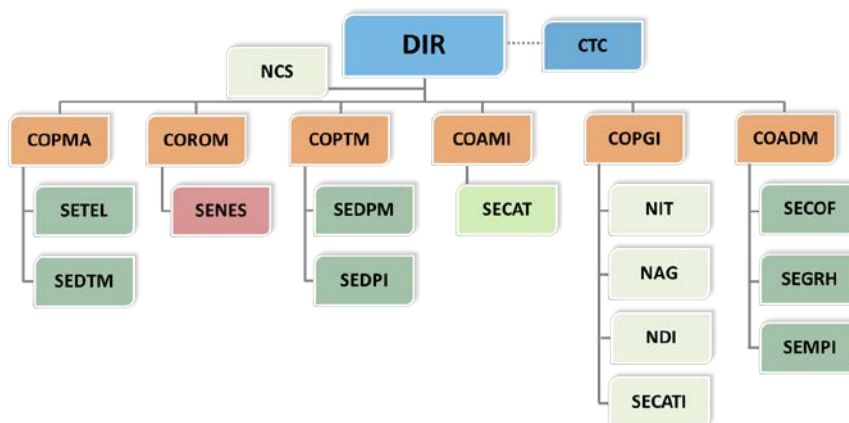 DIR
CTC
NCS
COPMA
COROM
COPTM
COAMI
COPGI
COADM
SETEL
SENES
SEDPM
SECAT
NIT
SECOF
SEDTM
SEDPI
NAG
SEGRH
NDI
SEMPI
SECATI